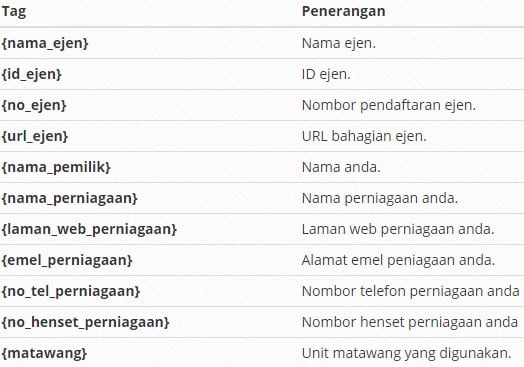 Tag Penerangan
{nama_ejen} Nama ejen.
{id_ejen} ID ejen.
{no_ejen} Nombor pendaftaran ejen.
{url_ejen} URL bahagian ejen.
{nama_pemilik} Nama anda.
{nama_perniagaan} Nama perniagaan anda.
{laman_web_perniagaan} Laman web perniagaan anda.
{emel_perniagaan} Alamat emel peniagaan anda.
{no_tel_perniagaan} Nombor telefon perniagaan anda
{no_henset_perniagaan} Nombor henset perniagaan anda
{matawang} Unit matawang yang digunakan.